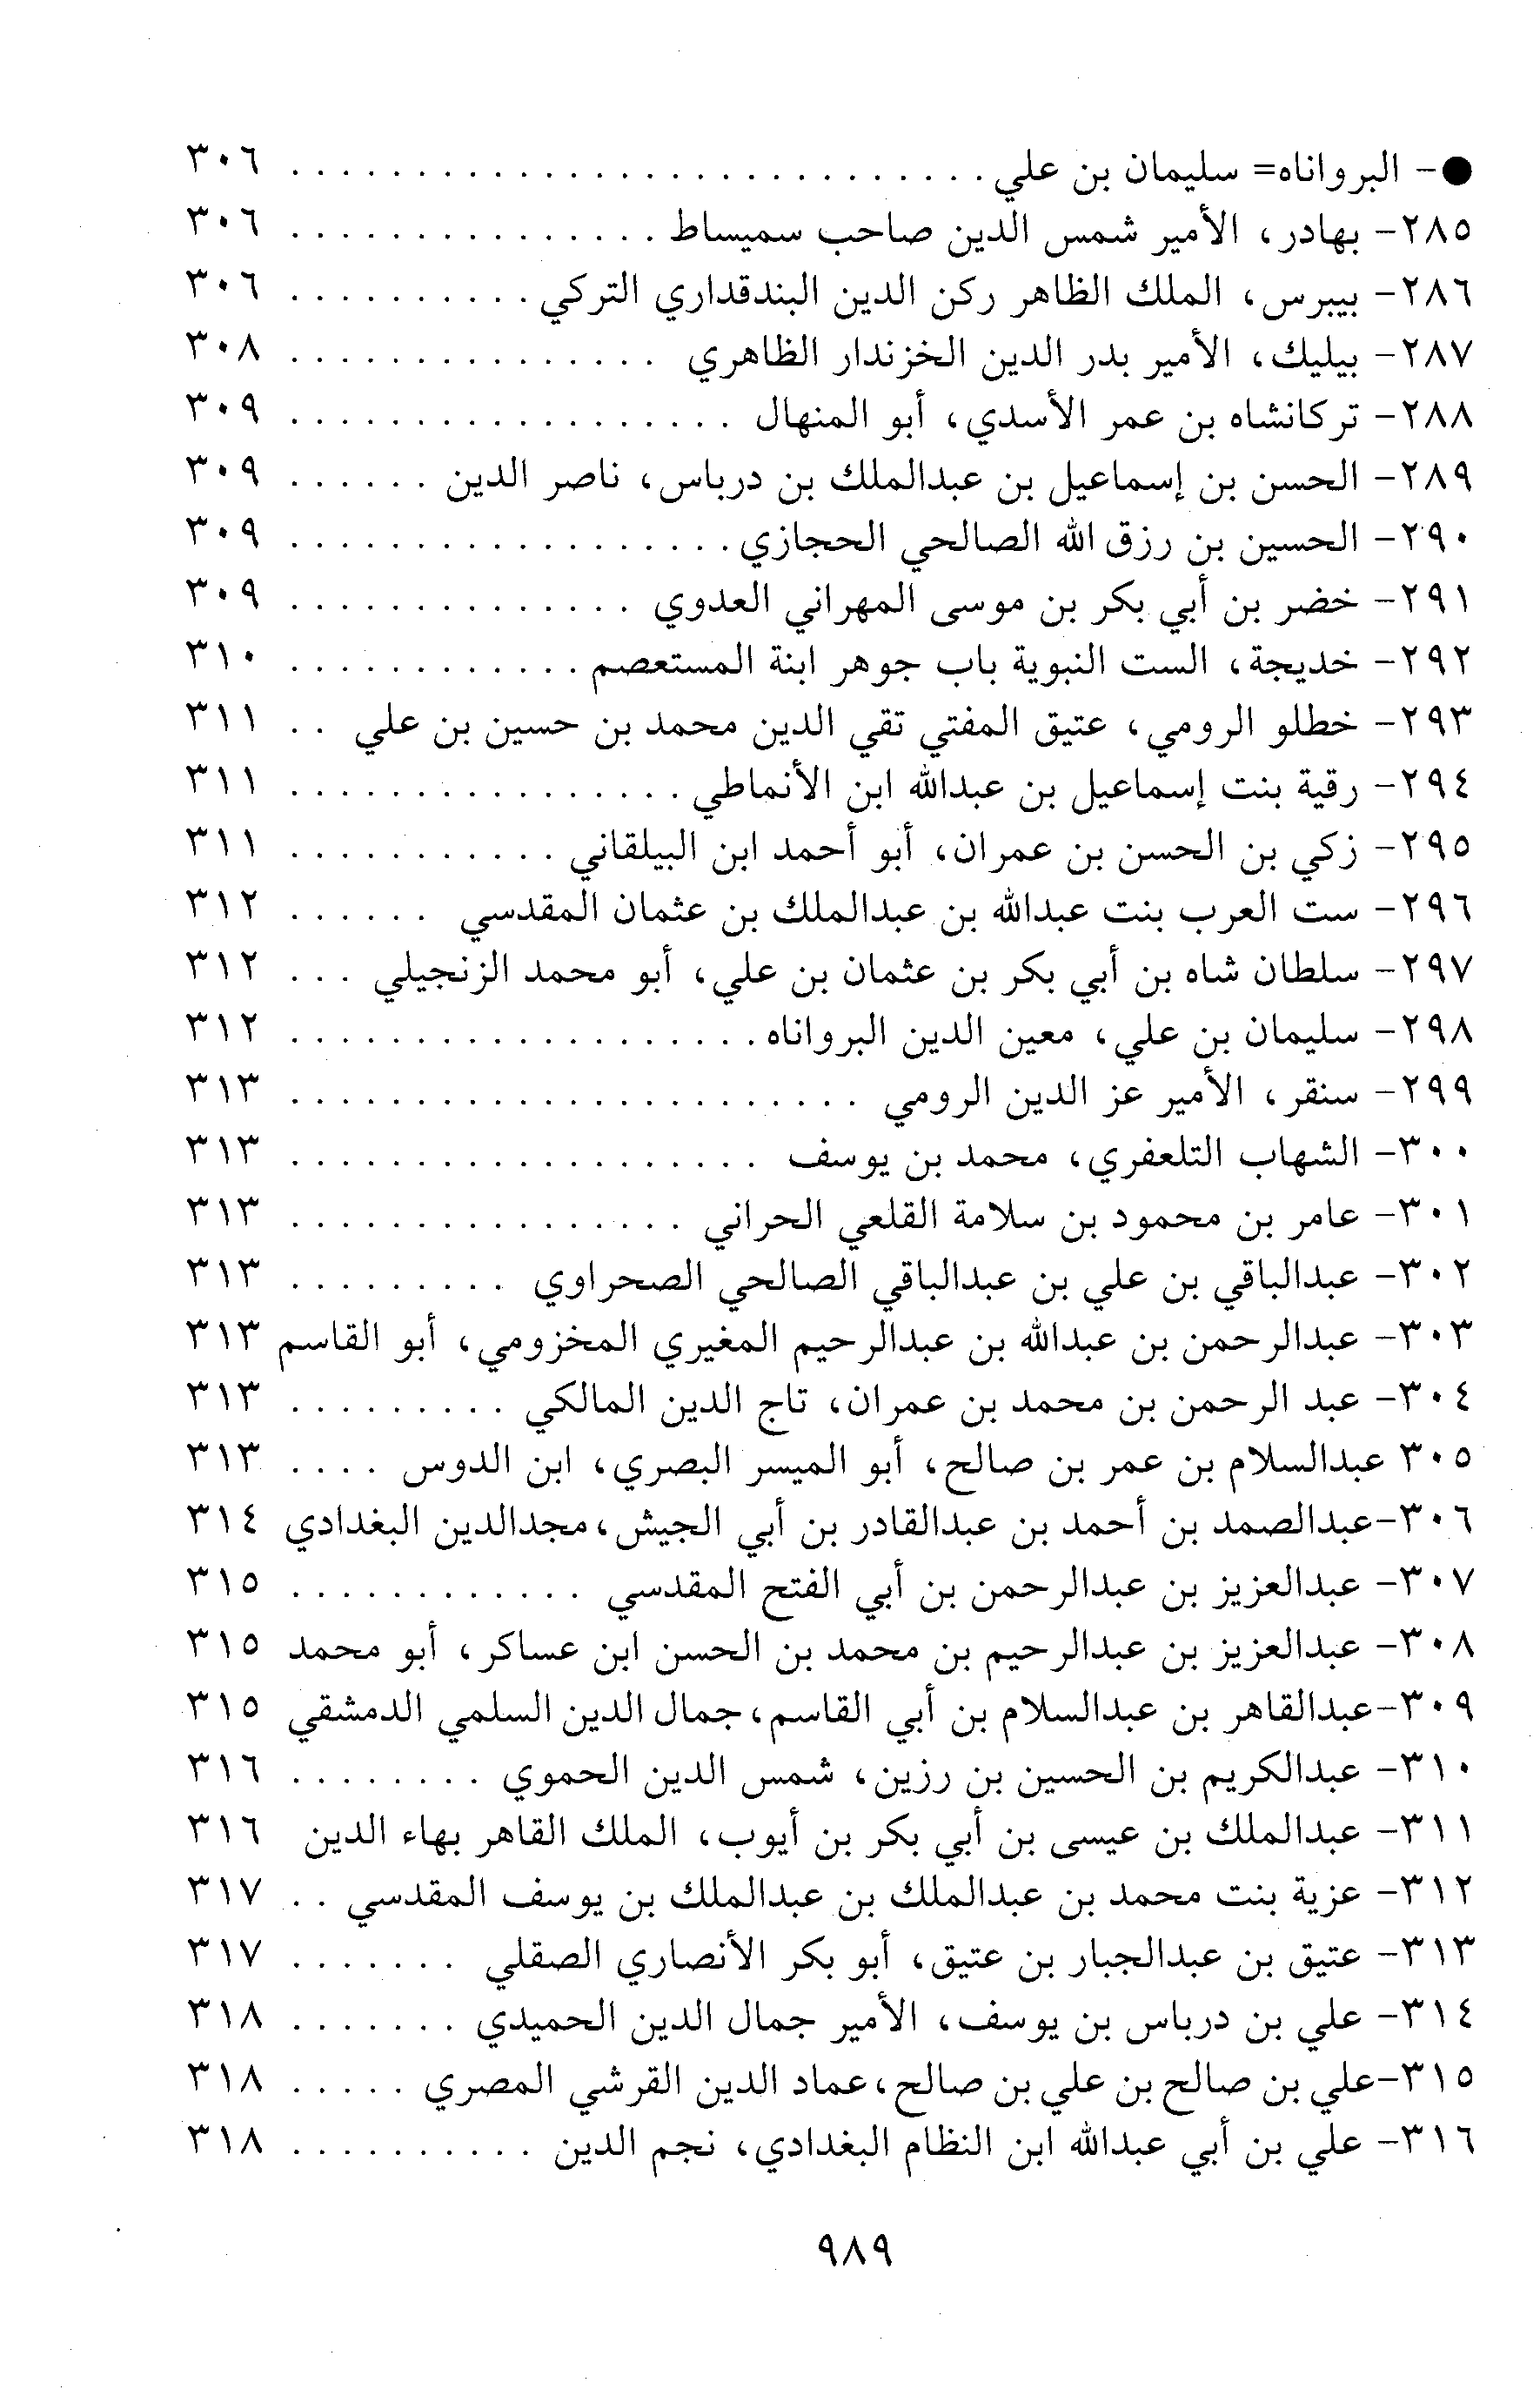 ●- البرواناه= سليمان بن علي . . . . . . . . . . . . . . . . . . . . . . . . . . . . ٣٠٦
٢٨٥- بهادر، الأمير شمس الدين صاحب سميساط . . . . . . . . . . . . . . . ٣٠٦
٢٨٦- بيبرس، الملك الظاهر ركن الدين البندقداري التركي . . . . . . . . . . ٣٠٦
٢٨٧- بيليك، الأمير بدر الدين الخزندار الظاهري . . . . . . . . . . . . . . . ٣٠٨
٢٨٨- تركانشاه بن عمر الأسدي، أبو المنهال . . . . . . . . . . . . . . . . . . ٣٠٩
٢٨٩- الحسن بن إسماعيل بن عبدالملك بن درباس، ناصر الدين . . . . . . ٣٠٩
٢٩٠- الحسين بن رزق الله الصالحي الحجازي . . . . . . . . . . . . . . . . . . ٣٠٩
٢٩١- خضر بن أبي بكر بن موسى المهراني العدوي . . . . . . . . . . . . . . ٣٠٩
٢٩٢- خديجة، الست النبوية باب جوهر ابنة المستعصم . . . . . . . . . . . . ٣١٠
٢٩٣- خطلو الرومي، عتيق المفتي تقي الدين محمد بن حسين بن علي . . ٣١١
٢٩٤- رقية بنت إسماعيل بن عبدالله ابن الأنماطي . . . . . . . . . . . . . . . . ٣١١
٢٩٥- زكي بن الحسن بن عمران، أبو أحمد ابن البيلقاني . . . . . . . . . . . ٣١١
٢٩٦- ست العرب بنت عبدالله بن عبدالملك بن عثمان المقدسي . . . . . . ٣١٢
٢٩٧- سلطان شاه بن أبي بكر بن عثمان بن علي، أبو محمد الزنجيلي . . . ٣١٢
٢٩٨- سليمان بن علي، معين الدين البرواناه . . . . . . . . . . . . . . . . . . . ٣١٢
٢٩٩- سنقر، الأمير عز الدين الرومي . . . . . . . . . . . . . . . . . . . . . . . ٣١٣
٣٠٠- الشهاب التلعفري، محمد بن يوسف . . . . . . . . . . . . . . . . . . . ٣١٣
٣٠١- عامر بن محمود بن سلامة القلعي الحراني . . . . . . . . . . . . . . . . ٣١٣
٣٠٢- عبدالباقي بن علي بن عبدالباقي الصالحي الصحراوي . . . . . . . . . ٣١٣
٣٠٣- عبدالرحمن بن عبدالله بن عبدالرحيم المغيري المخزومي، أبو القاسم ٣١٣
٣٠٤- عبد الرحمن بن محمد بن عمران، تاج الدين المالكي . . . . . . . . . ٣١٣
٣٠٥ عبدالسلام بن عمر بن صالح، أبو الميسر البصري، ابن الدوس . . . . ٣١٣
٣٠٦-عبدالصمد بن أحمد بن عبدالقادر بن أبي الجيش، مجدالدين البغدادي ٣١٤
٣٠٧- عبدالعزيز بن عبدالرحمن بن أبي الفتح المقدسي . . . . . . . . . . . . ٣١٥
٣٠٨- عبدالعزيز بن عبدالرحيم بن محمد بن الحسن ابن عساكر، أبو محمد ٣١٥
٣٠٩-عبدالقاهر بن عبدالسلام بن أبي القاسم، جمال الدين السلمي الدمشقي ٣١٥
٣١٠- عبدالكريم بن الحسين بن رزين، شمس الدين الحموي . . . . . . . . ٣١٦
٣١١- عبدالملك بن عيسى بن أبي بكر بن أيوب، الملك القاهر بهاء الدين ٣١٦
٣١٢- عزية بنت محمد بن عبدالملك بن عبدالملك بن يوسف المقدسي . . ٣١٧
٣١٣- عتيق بن عبدالجبار بن عتيق، أبو بكر الأنصاري الصقلي . . . . . . . ٣١٧
٣١٤- علي بن درباس بن يوسف، الأمير جمال الدين الحميدي . . . . . . . ٣١٨
٣١٥-علي بن صالح بن علي بن صالح، عماد الدين القرشي المصري . . . . . ٣١٨
٣١٦- علي بن أبي عبدالله ابن النظام البغدادي، نجم الدين . . . . . . . . . . ٣١٨
٩٨٩